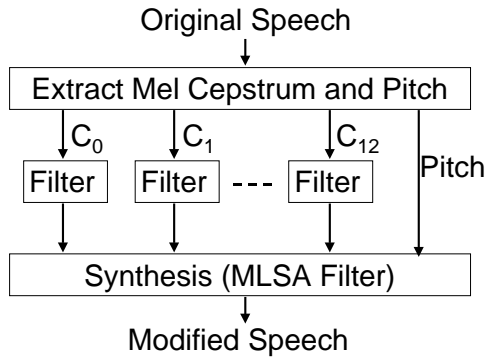 Original Speech
Extract Mel Cepstrum and Pitch
C₀ C₁ C₁₂
Filter Filter --- Filter Pitch
Synthesis (MLSA Filter)
Modified Speech